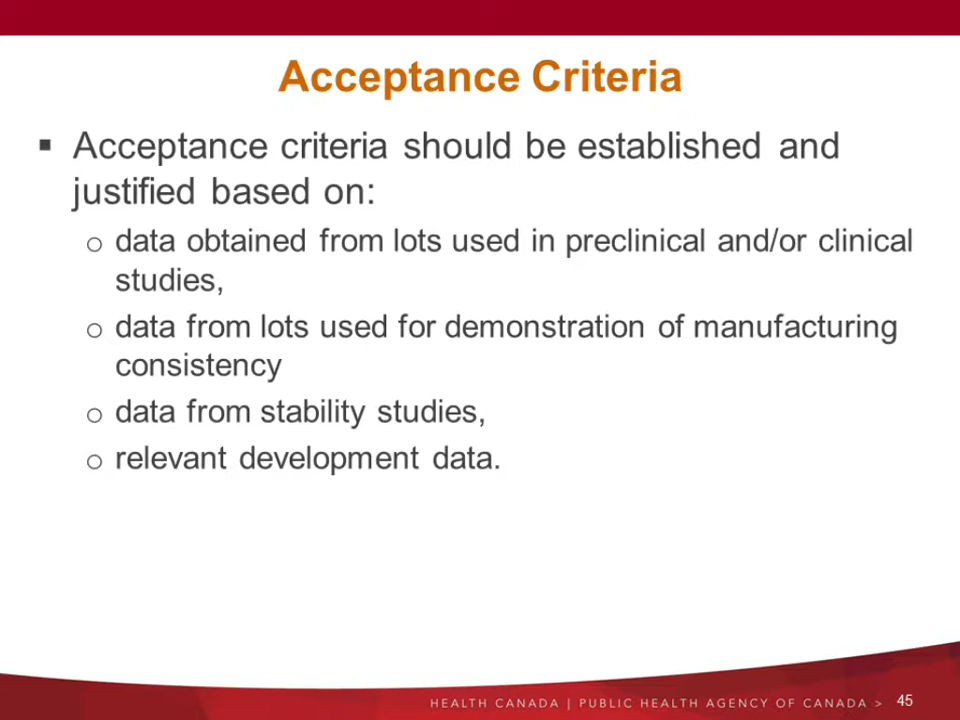 Acceptance Criteria
▪ Acceptance criteria should be established and
justified based on:
o data obtained from lots used in preclinical and/or clinical
studies,
o data from lots used for demonstration of manufacturing
consistency
o data from stability studies,
o relevant development data.
HEALTH CANADA | PUBLIC HEALTH AGENCY OF CANADA > 45